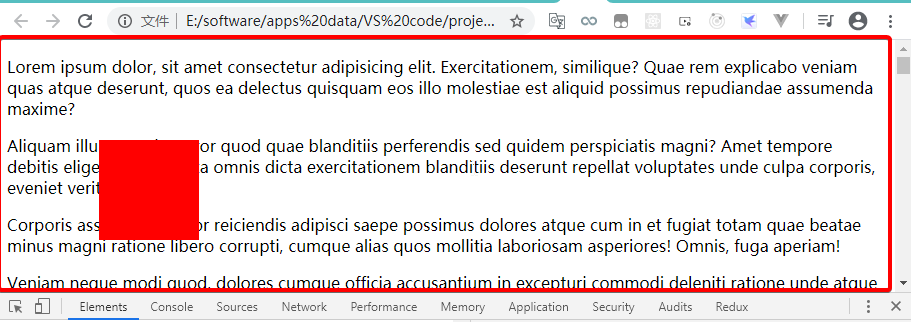 文件 | E:/software/apps%20data/VS%20code/proje...
Lorem ipsum dolor, sit amet consectetur adipisicing elit. Exercitationem, similique? Quae rem explicabo veniam
quas atque deserunt, quos ea delectus quisquam eos illo molestiae est aliquid possimus repudiandae assumenda
maxime?
Aliquam illu or quod quae blanditiis perferendis sed quidem perspiciatis magni? Amet tempore
debitis elige a omnis dicta exercitationem blanditiis deserunt repellat voluptates unde culpa corporis,
eveniet verit
Corporis ass or reiciendis adipisci saepe possimus dolores atque cum in et fugiat totam quae beatae
minus magni ratione libero corrupti, cumque alias quos mollitia laboriosam asperiores! Omnis, fuga aperiam!
Veniam neque modi quod, dolores cumque officia accusantium in excepturi commodi deleniti ratione unde atque
Elements Console Sources Network Performance Memory Application Security Audits Redux